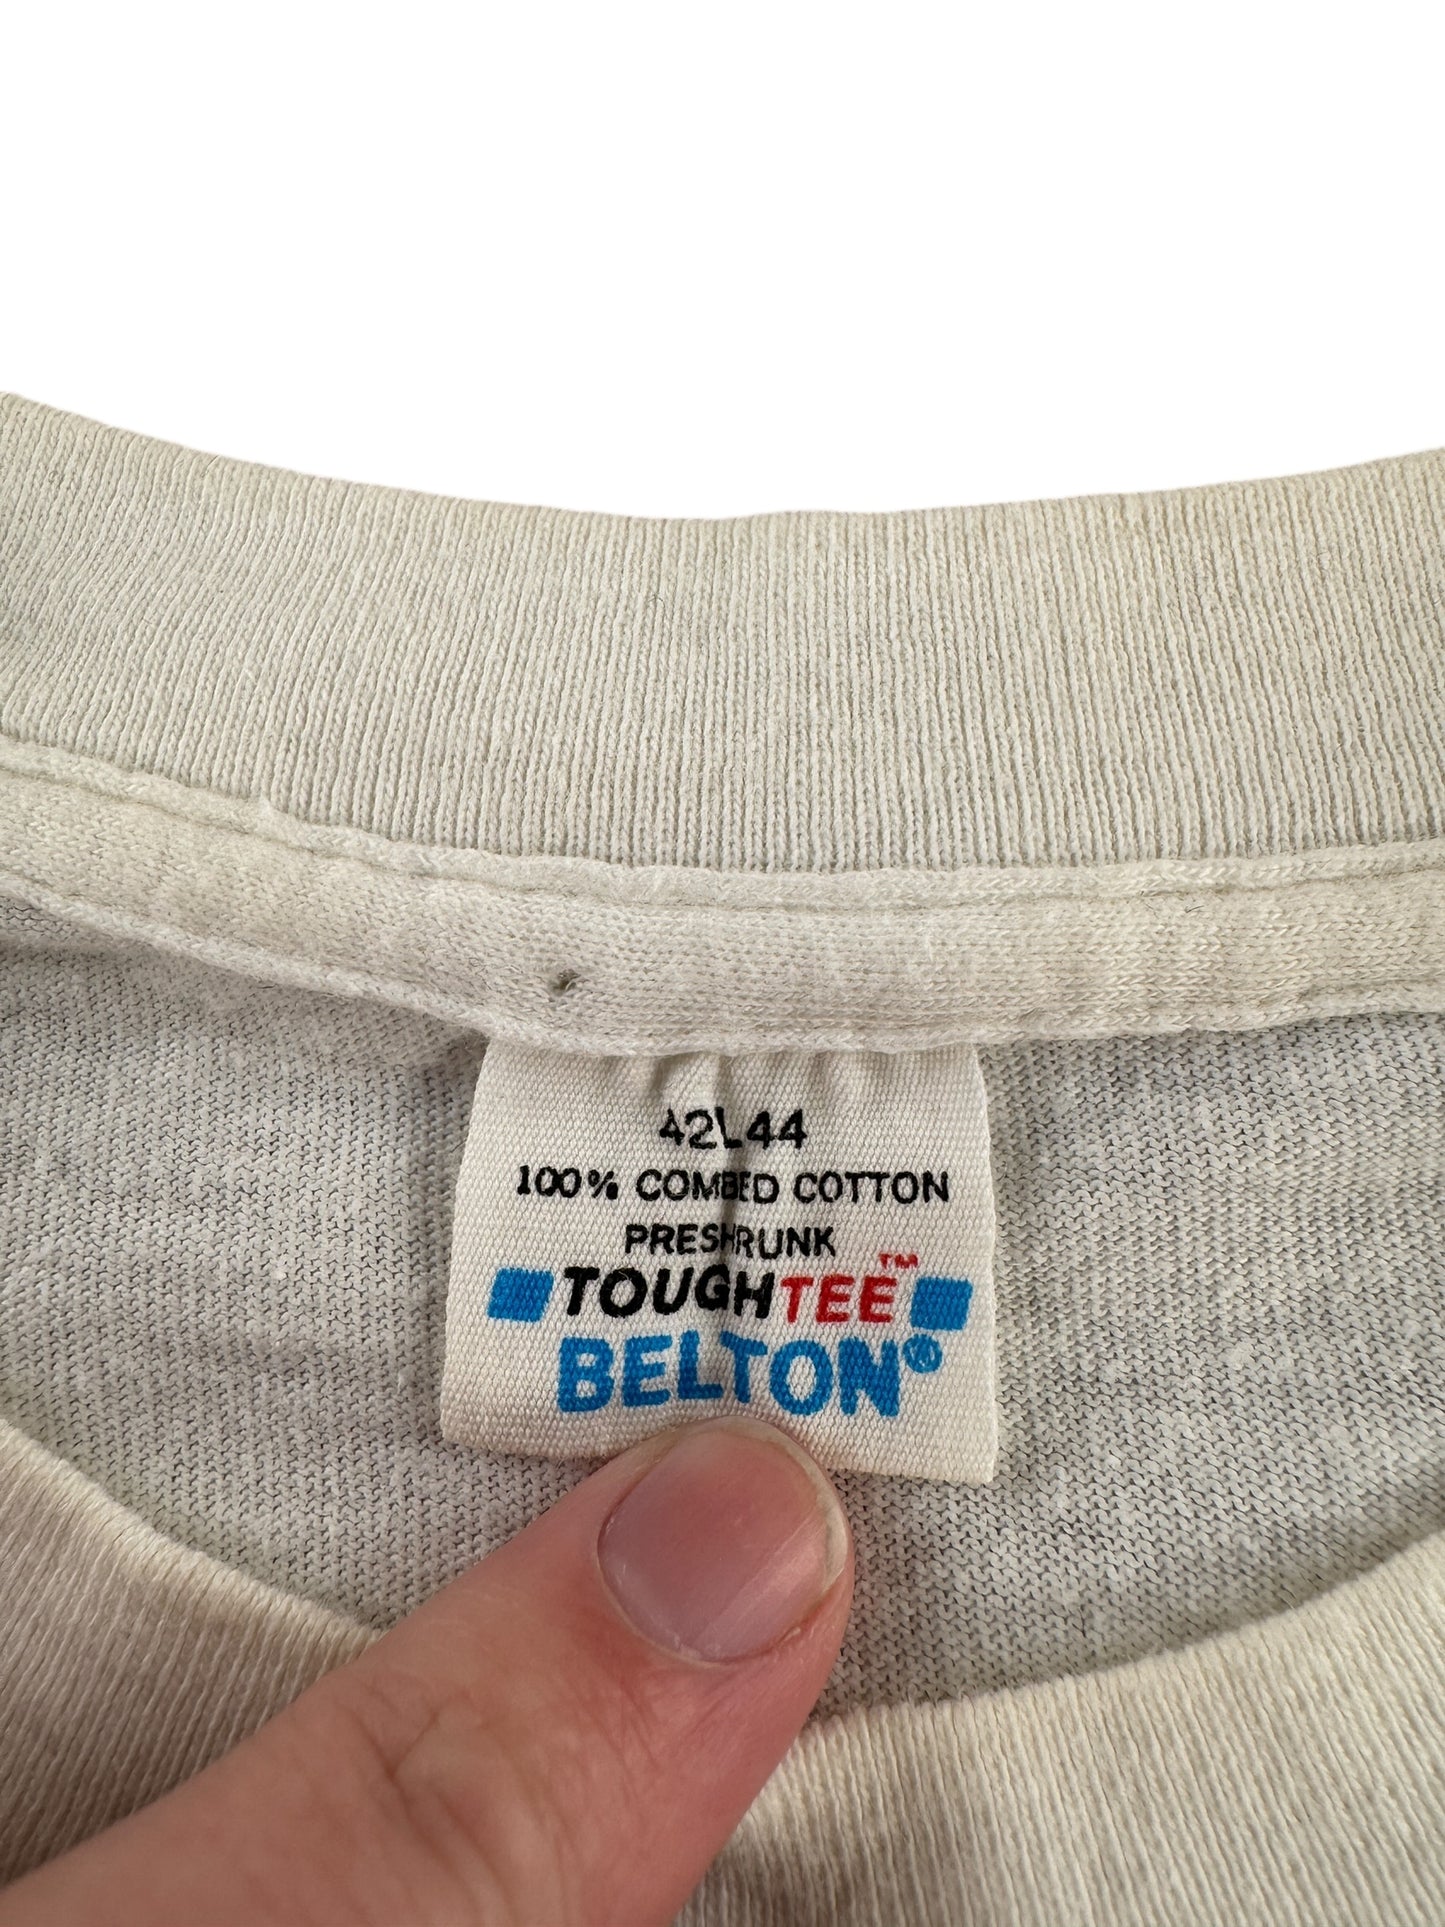 42L44
100% COMBED COTTON
PRESHRUNK
TOUGHTEE™
BELTON®